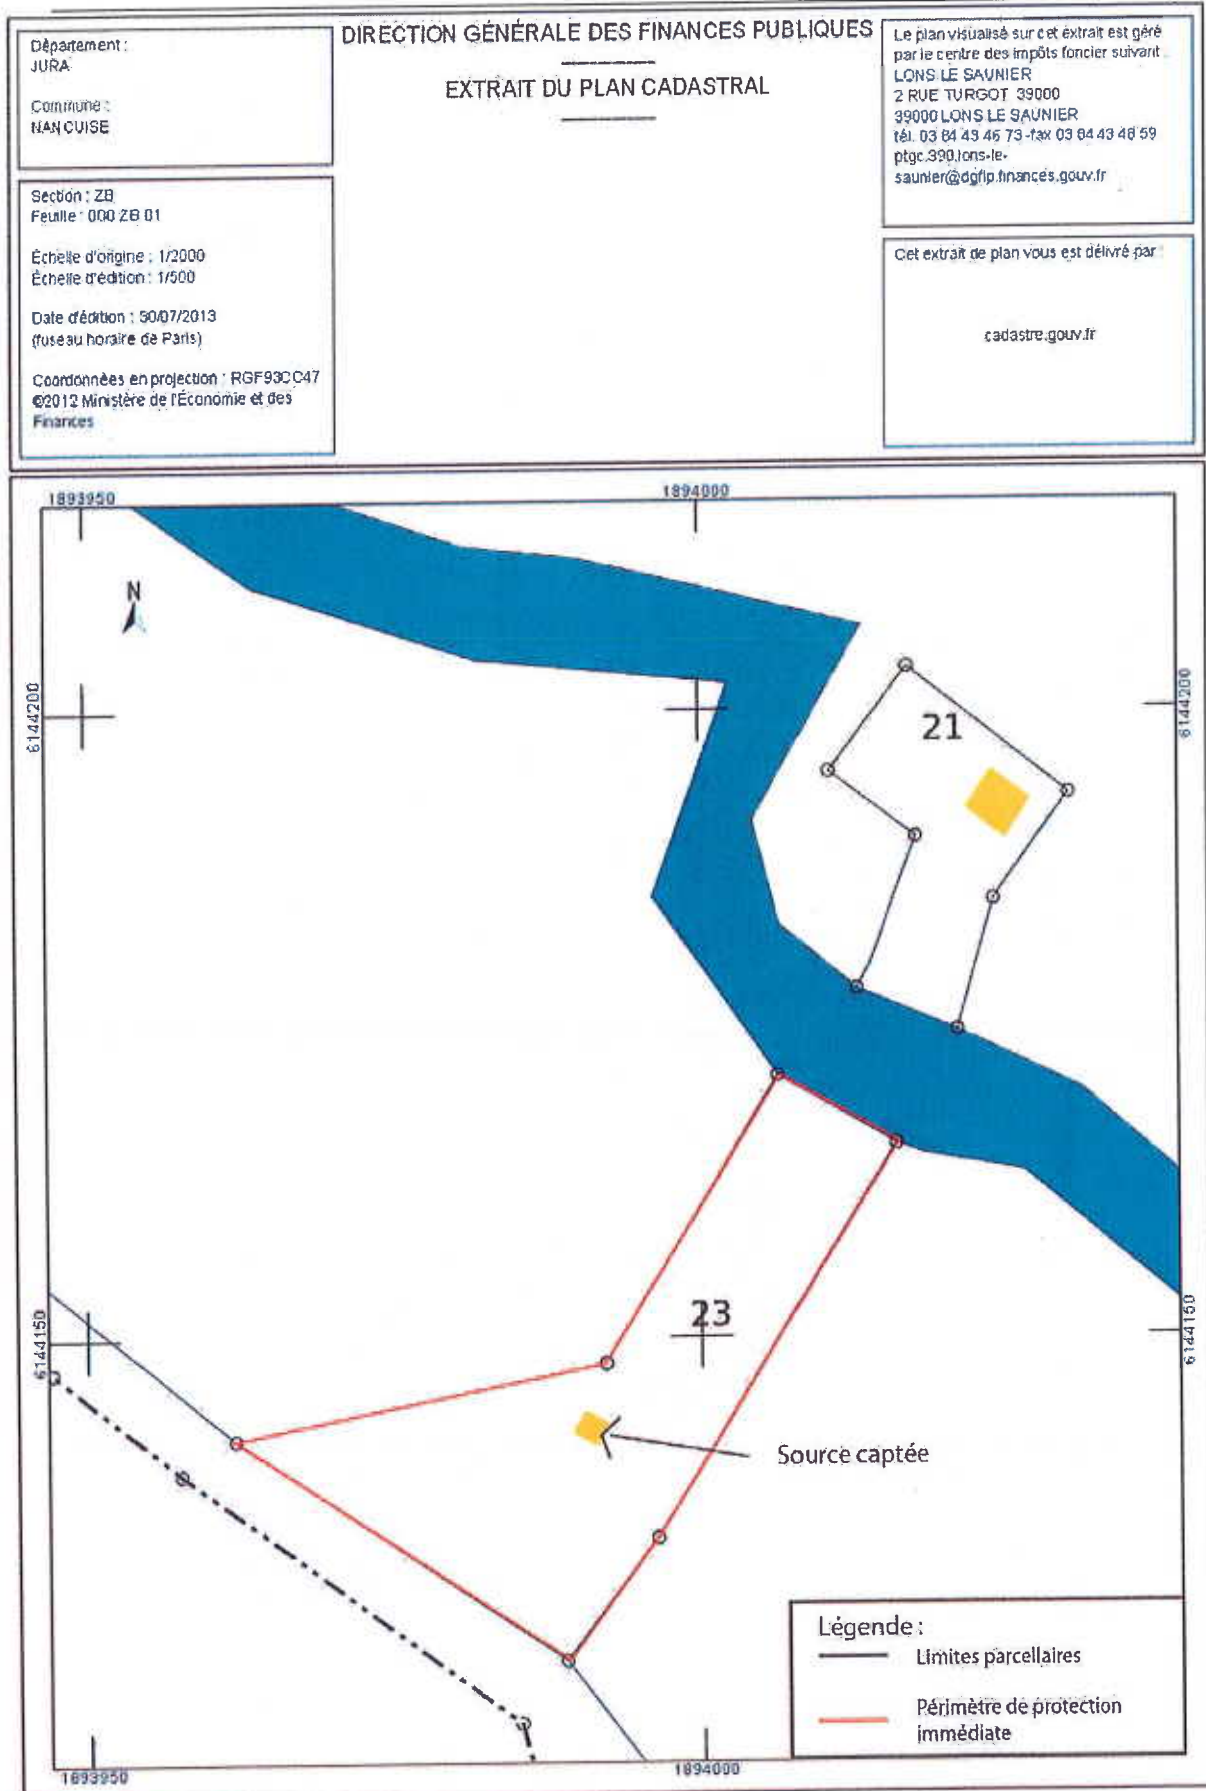 Département :
JURA
Commune :
NANCUISE
Section : ZB
Feuille : 000 ZB 01
Échelle d'origine : 1/2000
Échelle d'édition : 1/500
Date d'édition : 30/07/2013
(fuseau horaire de Paris)
Coordonnées en projection : RGF93CC47
©2012 Ministère de l'Économie et des
Finances
DIRECTION GÉNÉRALE DES FINANCES PUBLIQUES
EXTRAIT DU PLAN CADASTRAL
Le plan visualisé sur cet extrait est géré
par le centre des impôts foncier suivant :
LONS LE SAUNIER
2 RUE TURGOT 39000
39000 LONS LE SAUNIER
tél. 03 84 43 46 73 -fax 03 84 43 48 59
ptgc.390.lons-le-
saunier@dgfip.finances.gouv.fr
Cet extrait de plan vous est délivré par :
cadastre.gouv.fr
1893950
1894000
N
6144200
6144200
21
23
6144150
6144150
Source captée
Légende :
Limites parcellaires
Périmètre de protection
immédiate
1893950
1894000